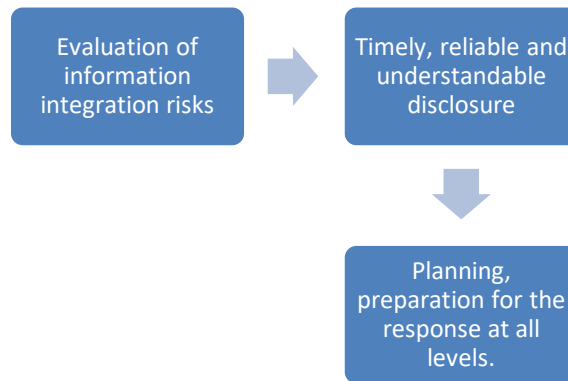 Evaluation of
information
integration risks
Timely, reliable and
understandable
disclosure
Planning,
preparation for the
response at all
levels.